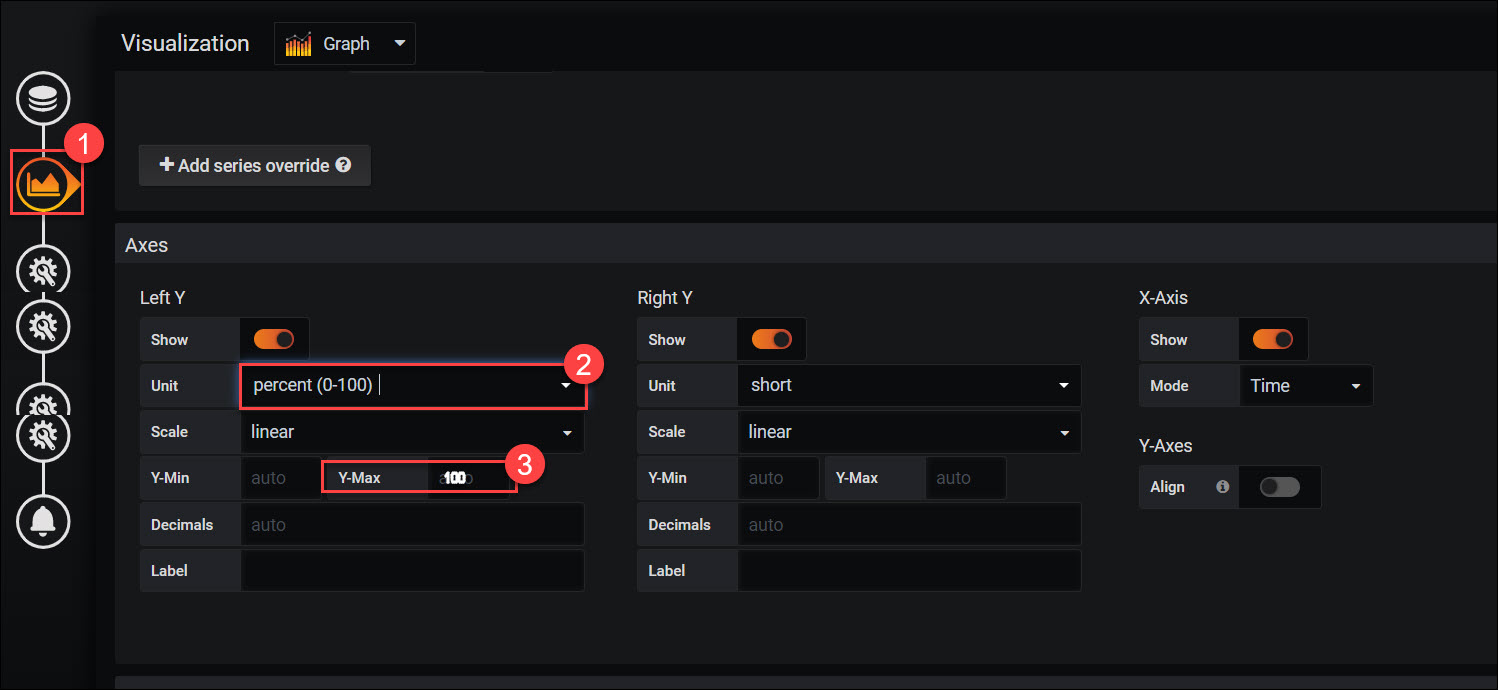 Visualization Graph
1
+ Add series override ?
Axes
Left Y Right Y X-Axis
Show Show Show
2
Unit percent (0-100) Unit short Mode Time
Scale linear Scale linear
Y-Axes
3
Y-Min auto Y-Max 100 Y-Min auto Y-Max auto
Align i
Decimals auto Decimals auto
Label Label